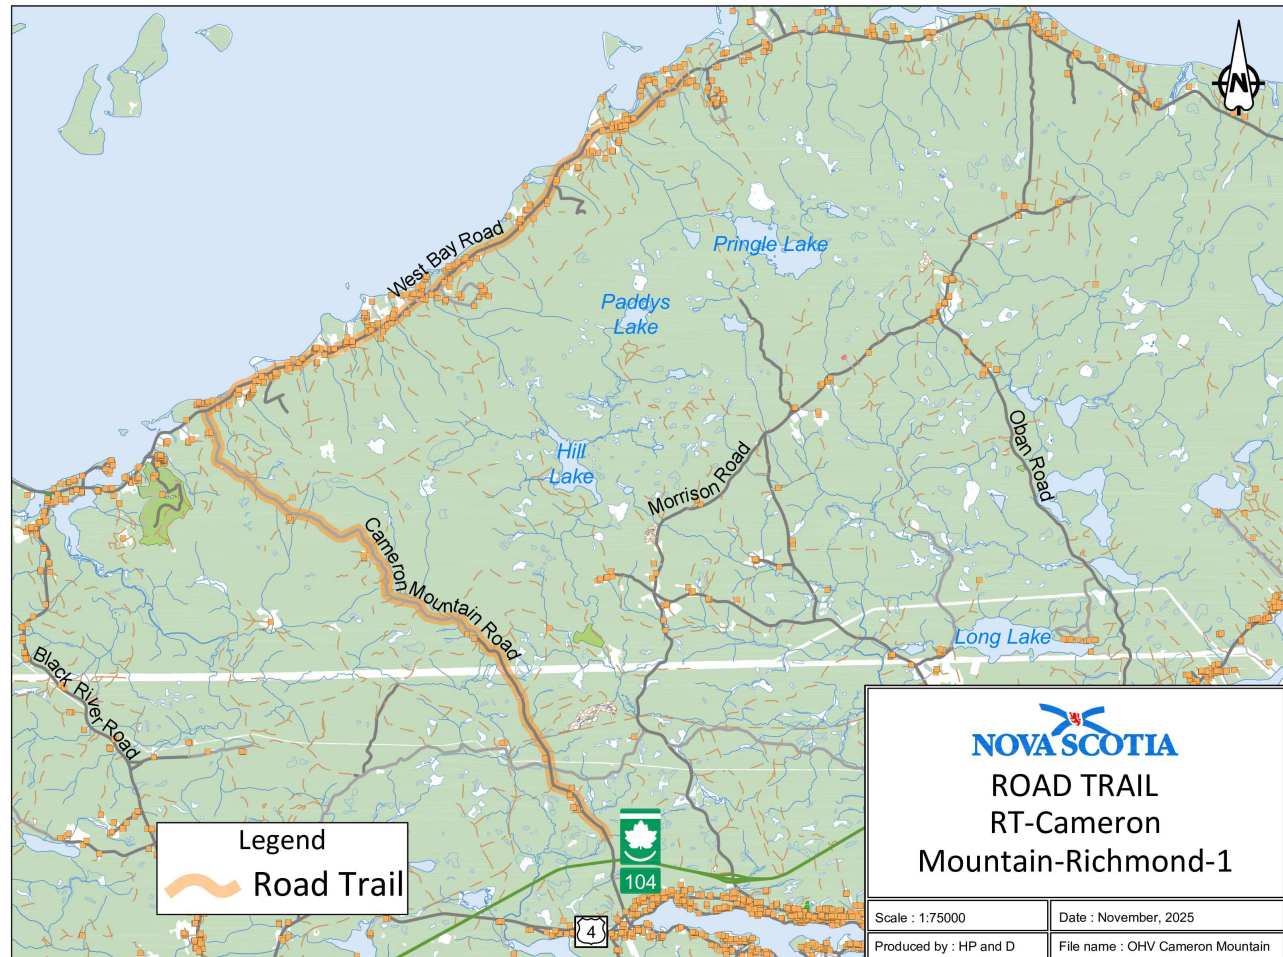 N
West Bay Road
Pringle Lake
Paddys
Lake
Hill
Lake
Morrison Road
Oban Road
Cameron Mountain Road
Long Lake
Black River Road
104
4
Legend
Road Trail
NOVA SCOTIA
ROAD TRAIL
RT-Cameron
Mountain-Richmond-1
Scale : 1:75000
Date : November, 2025
Produced by : HP and D
File name : OHV Cameron Mountain